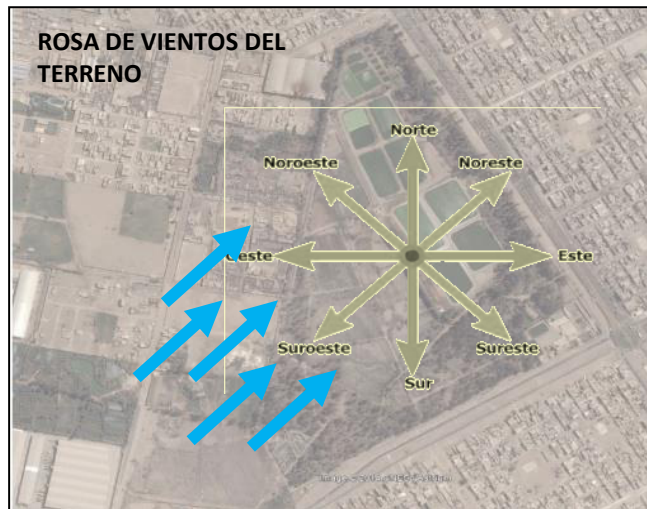 ROSA DE VIENTOS DEL
TERRENO
Norte
Noroeste
Noreste
Oeste
Este
Suroeste
Sureste
Sur